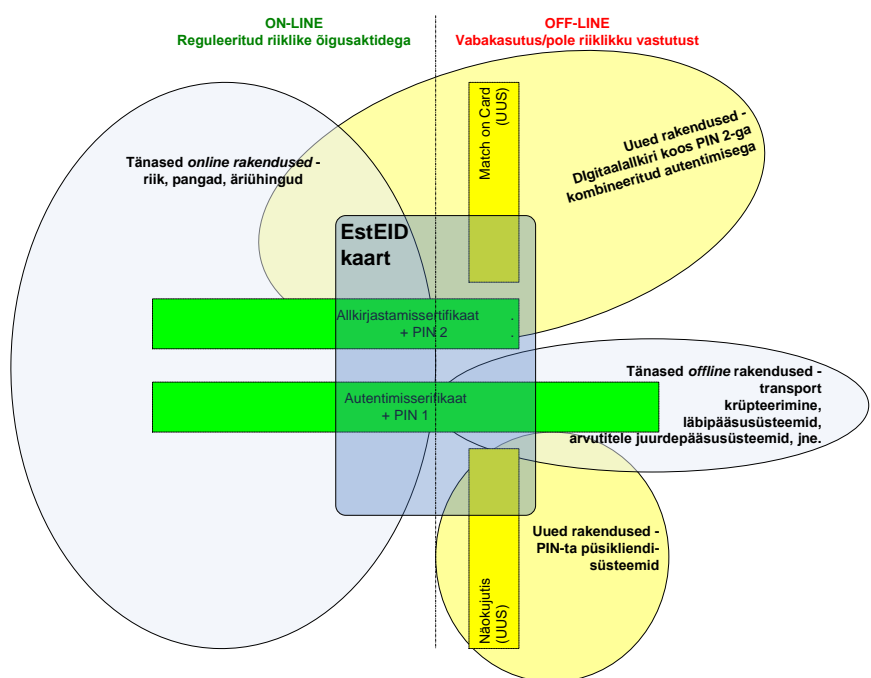 ON-LINE
Reguleeritud riiklike õigusaktidega
OFF-LINE
Vabakasutus/pole riiklikku vastutust
Tänased online rakendused -
riik, pangad, äriühingud
Match on Card
(UUS)
Uued rakendused -
DIgitaalallkiri koos PIN 2-ga
kombineeritud autentimisega
EstEID
kaart
Allkirjastamissertifikaat .
+ PIN 2 .
Autentimisserifikaat
+ PIN 1
Tänased offline rakendused -
transport
krüpteerimine,
läbipääsusüsteemid,
arvutitele juurdepääsusüsteemid, jne.
Uued rakendused -
PIN-ta püsikliendi-
süsteemid
Näokujutis
(UUS)